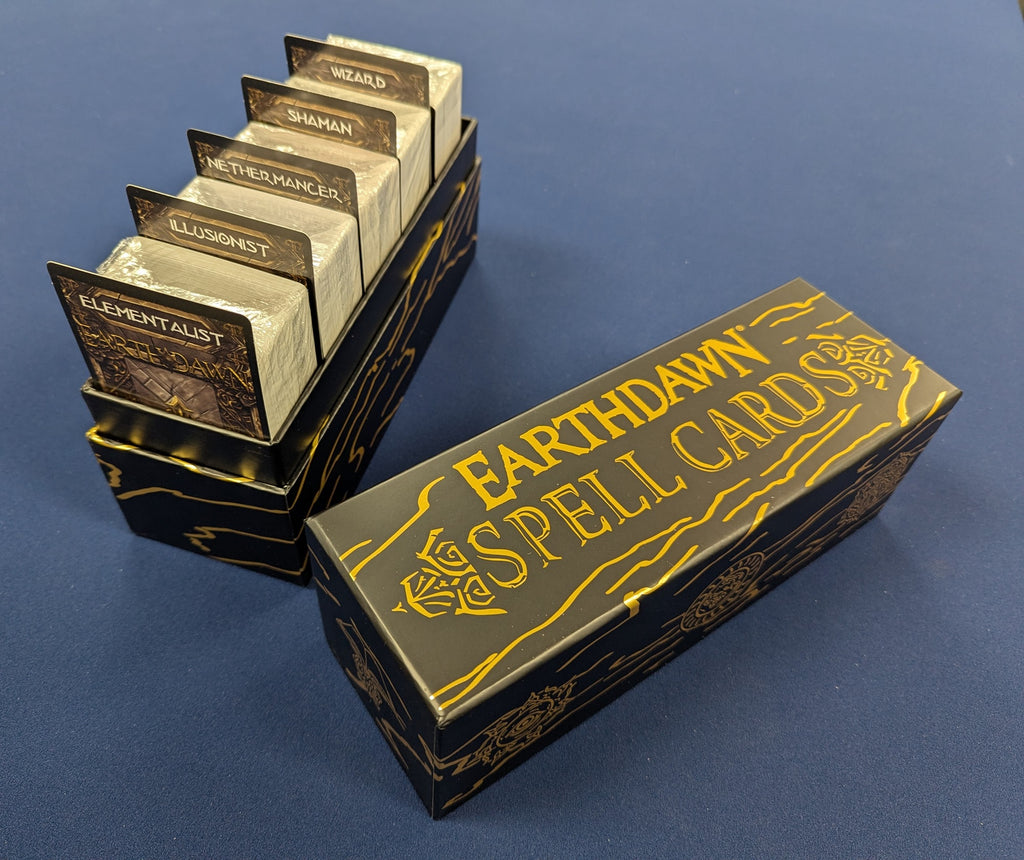 WIZARD
SHAMAN
NETHERMANCER
ILLUSIONIST
ELEMENTALIST
EARTHDAWN
EARTHDAWN®
SPELL CARDS